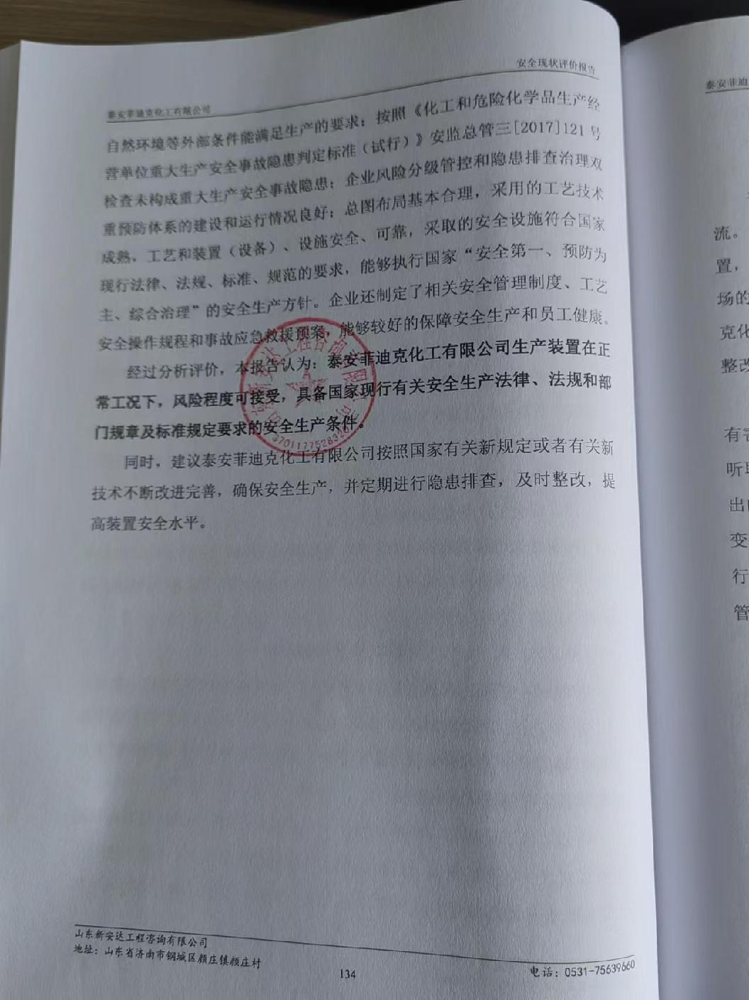 泰安菲迪克化工有限公司
安全现状评价报告
自然环境等外部条件能满足生产的要求；按照《化工和危险化学品生产经
营单位重大生产安全事故隐患判定标准（试行）》安监总管三[2017]121号
检查未构成重大生产安全事故隐患；企业风险分级管控和隐患排查治理双
重预防体系的建设和运行情况良好；总图布局基本合理，采用的工艺技术
成熟，工艺和装置（设备）、设施安全、可靠，采取的安全设施符合国家
现行法律、法规、标准、规范的要求，能够执行国家“安全第一、预防为
主、综合治理”的安全生产方针。企业还制定了相关安全管理制度、工艺
安全操作规程和事故应急救援预案，能够较好的保障安全生产和员工健康。
经过分析评价，本报告认为：泰安菲迪克化工有限公司生产装置在正
常工况下，风险程度可接受，具备国家现行有关安全生产法律、法规和部
门规章及标准规定要求的安全生产条件。
同时，建议泰安菲迪克化工有限公司按照国家有关新规定或者有关新
技术不断改进完善，确保安全生产，并定期进行隐患排查，及时整改，提
高装置安全水平。
山东新安达工程咨询有限公司
地址：山东省济南市钢城区颜庄镇颜庄村
134
电话：0531-75639660
泰安菲迪
流。
置，
场的
克化
整改
有害
听取
变
行
管